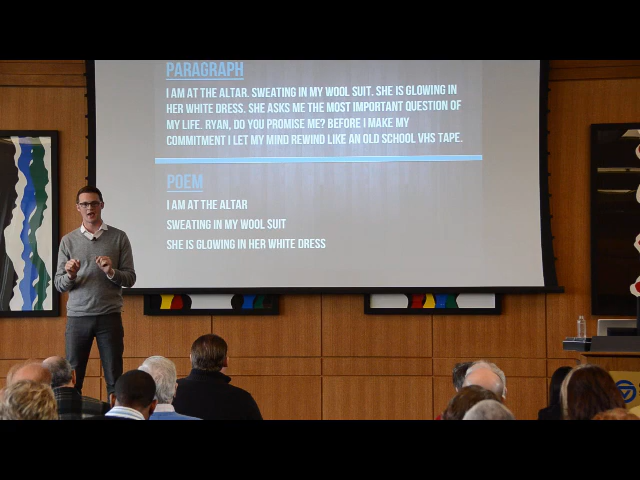 PARAGRAPH
I AM AT THE ALTAR. SWEATING IN MY WOOL SUIT. SHE IS GLOWING IN
HER WHITE DRESS. SHE ASKS ME THE MOST IMPORTANT QUESTION OF
MY LIFE. RYAN, DO YOU PROMISE ME? BEFORE I MAKE MY
COMMITMENT I LET MY MIND REWIND LIKE AN OLD SCHOOL VHS TAPE.
POEM
I AM AT THE ALTAR
SWEATING IN MY WOOL SUIT
SHE IS GLOWING IN HER WHITE DRESS